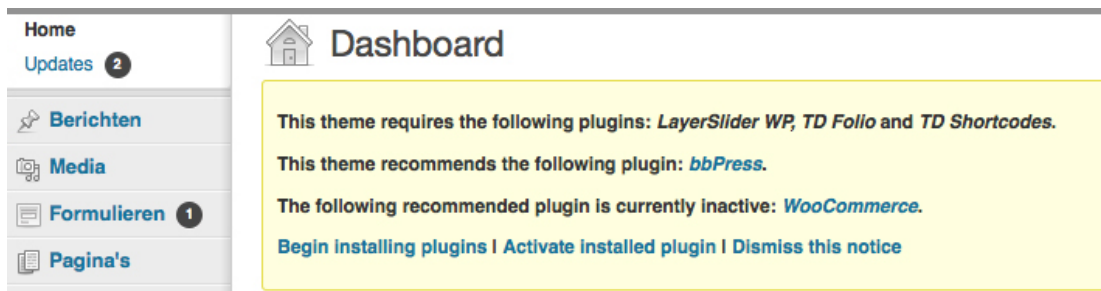 Home
Updates 2
Berichten
Media
Formulieren 1
Pagina's
Dashboard
This theme requires the following plugins: LayerSlider WP, TD Folio and TD Shortcodes.
This theme recommends the following plugin: bbPress.
The following recommended plugin is currently inactive: WooCommerce.
Begin installing plugins | Activate installed plugin | Dismiss this notice